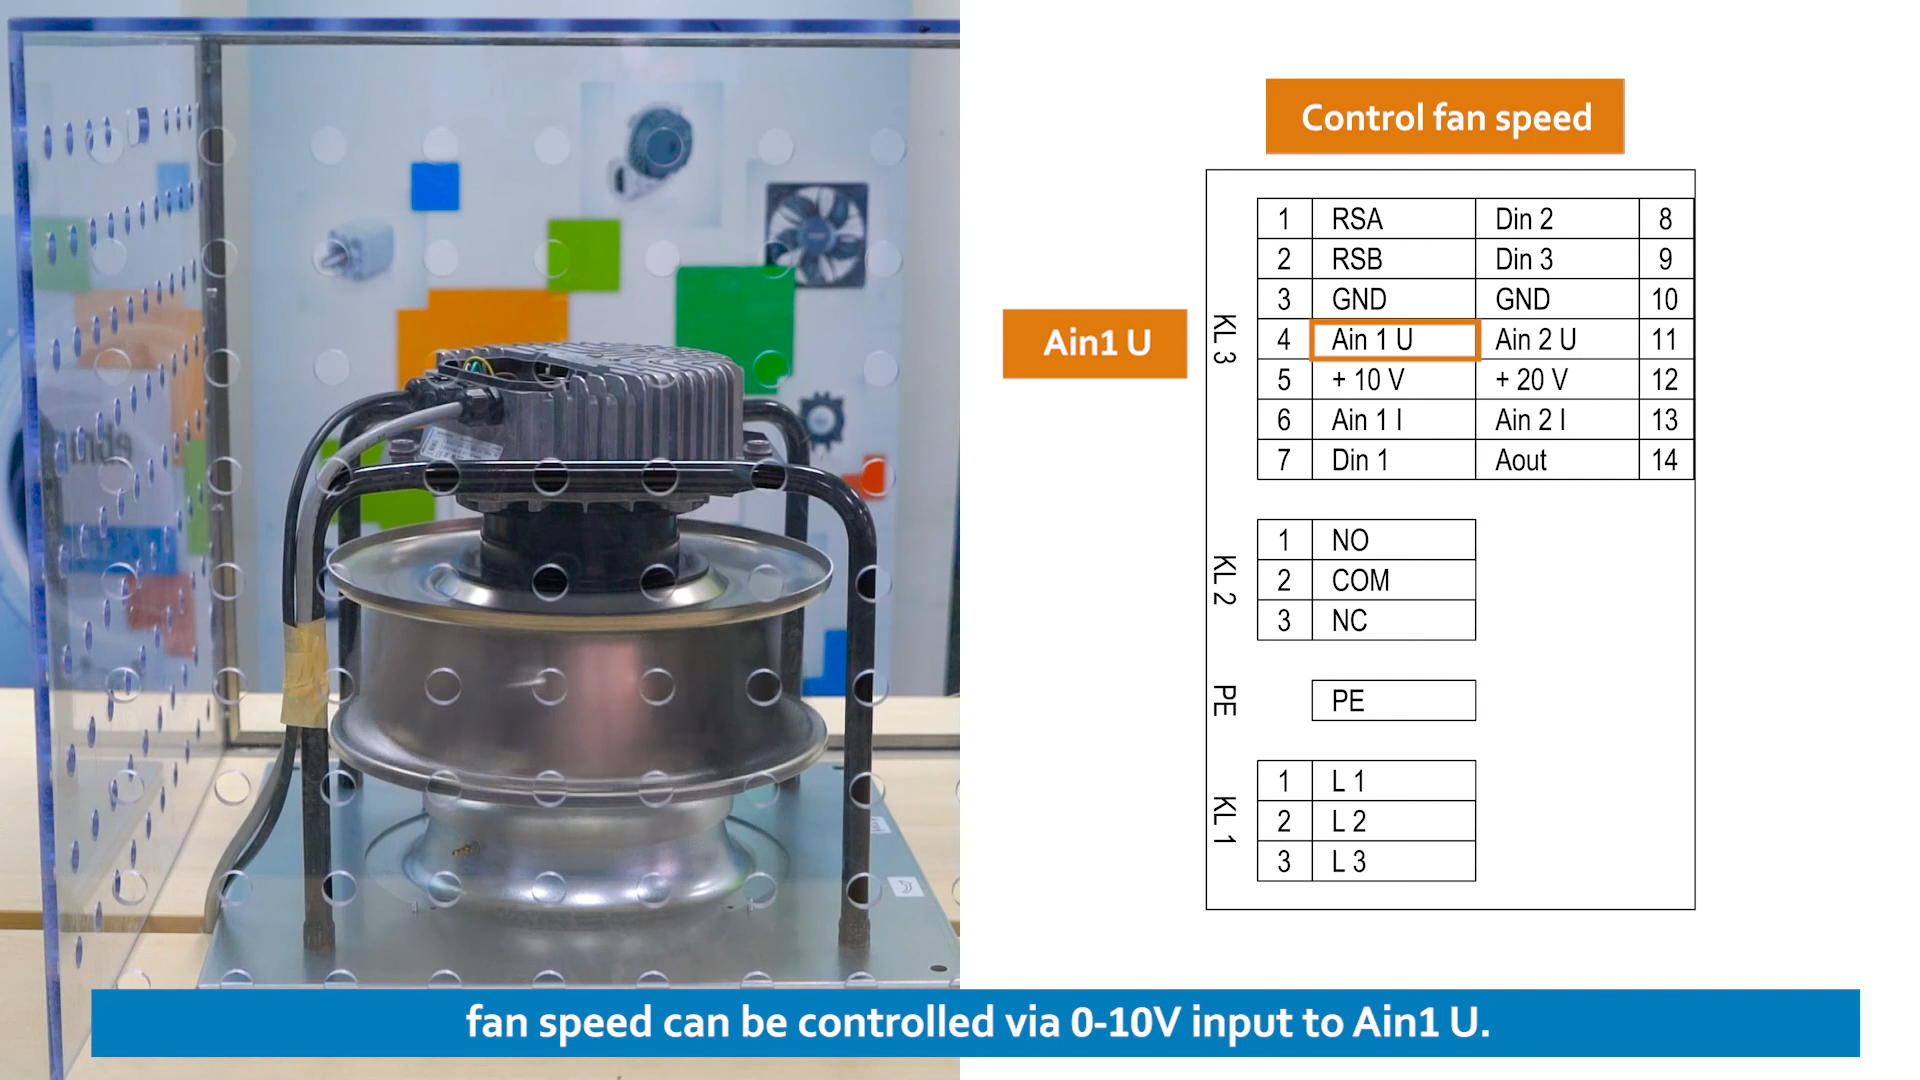 Control fan speed
Ain1 U
KL 3
1 RSA Din 2 8
2 RSB Din 3 9
3 GND GND 10
4 Ain 1 U Ain 2 U 11
5 + 10 V + 20 V 12
6 Ain 1 I Ain 2 I 13
7 Din 1 Aout 14
KL 2
1 NO
2 COM
3 NC
PE
PE
KL 1
1 L 1
2 L 2
3 L 3
fan speed can be controlled via 0-10V input to Ain1 U.